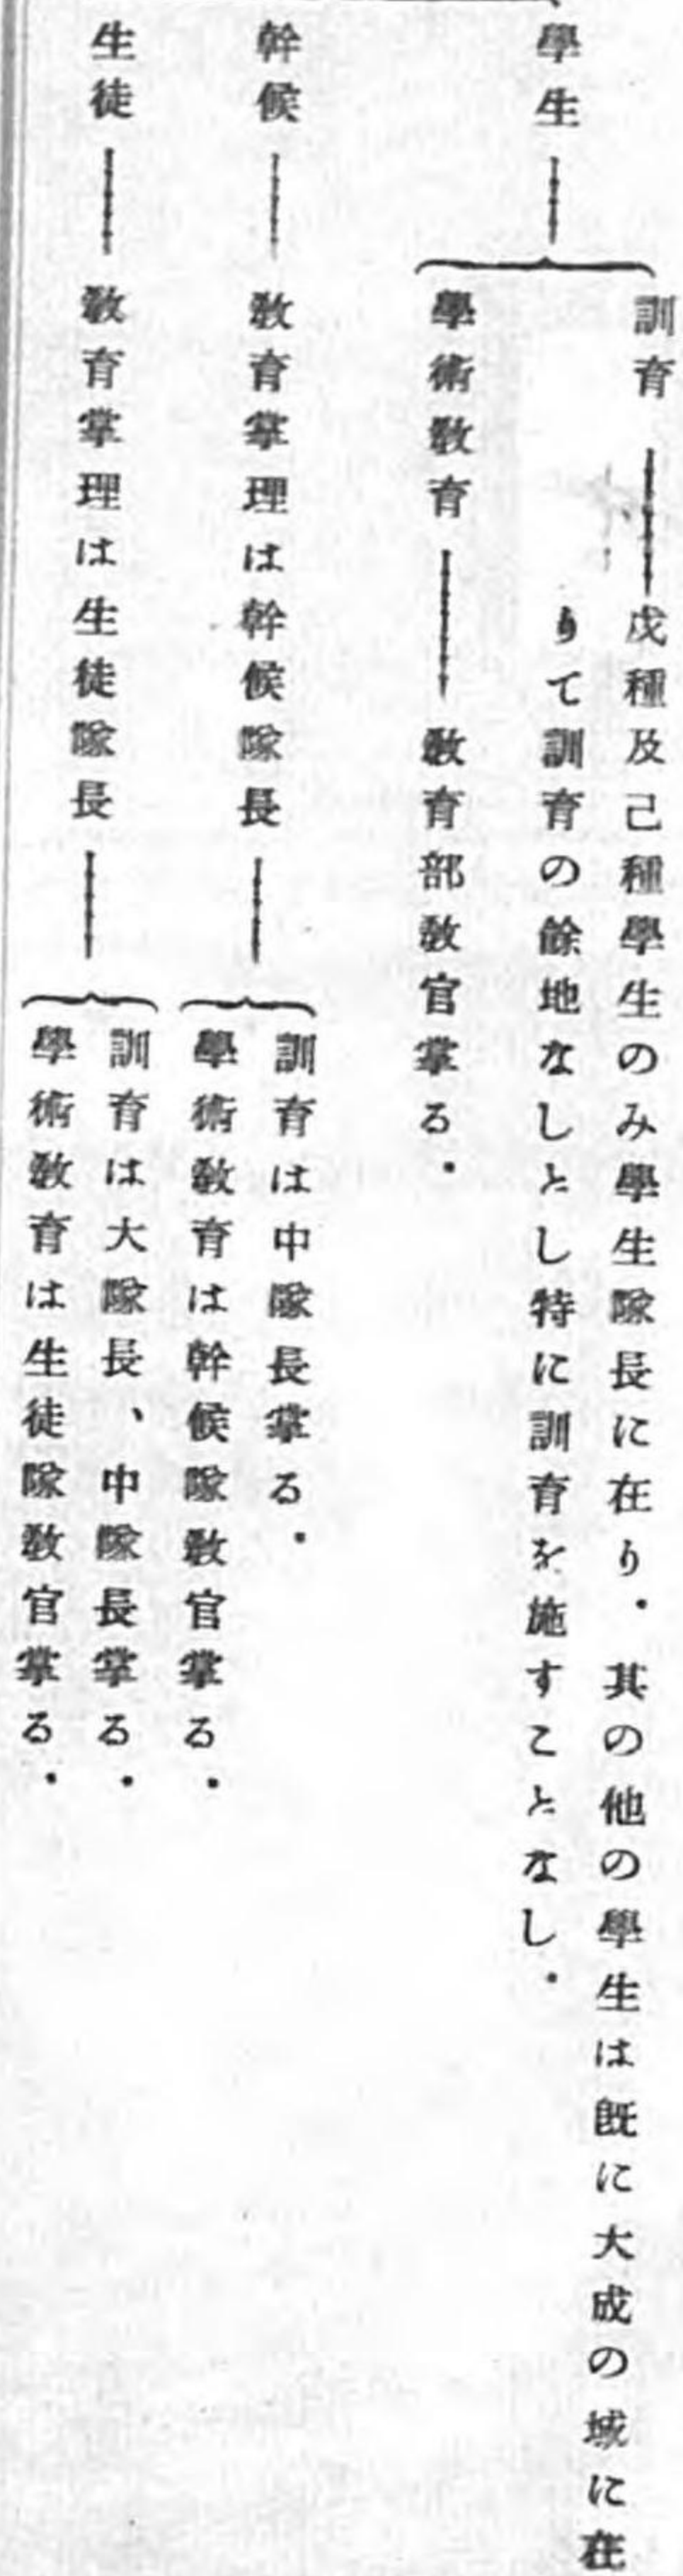 學生
訓育
戊種及己種學生のみ學生隊長に在り．其の他の學生は既に大成の域に在
りて訓育の餘地なしとし特に訓育を施すことなし．
學術敎育
敎育部敎官掌る．
幹候
敎育掌理は幹候隊長
訓育は中隊長掌る．
學術敎育は幹候隊敎官掌る．
生徒
敎育掌理は生徒隊長
訓育は大隊長、中隊長掌る．
學術敎育は生徒隊敎官掌る．